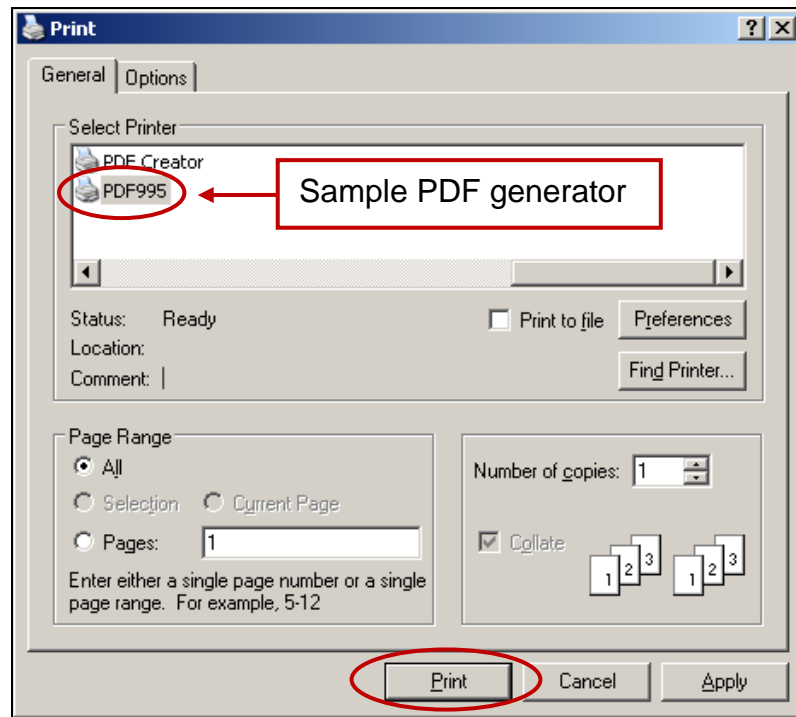 Print
General Options
Select Printer
PDF Creator
PDF995
Sample PDF generator
Status: Ready
Print to file
Preferences
Location:
Comment:
Find Printer...
Page Range
All
Selection Current Page
Pages: 1
Enter either a single page number or a single
page range. For example, 5-12
Number of copies: 1
Collate
1 2 3 1 2 3
Print Cancel Apply